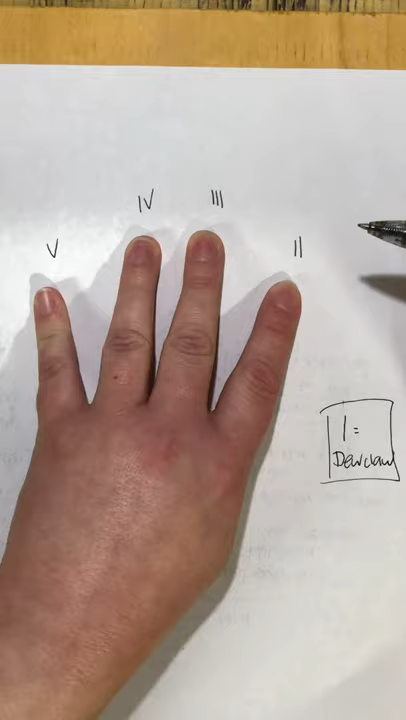 IV III
V II
I =
Dewclaw